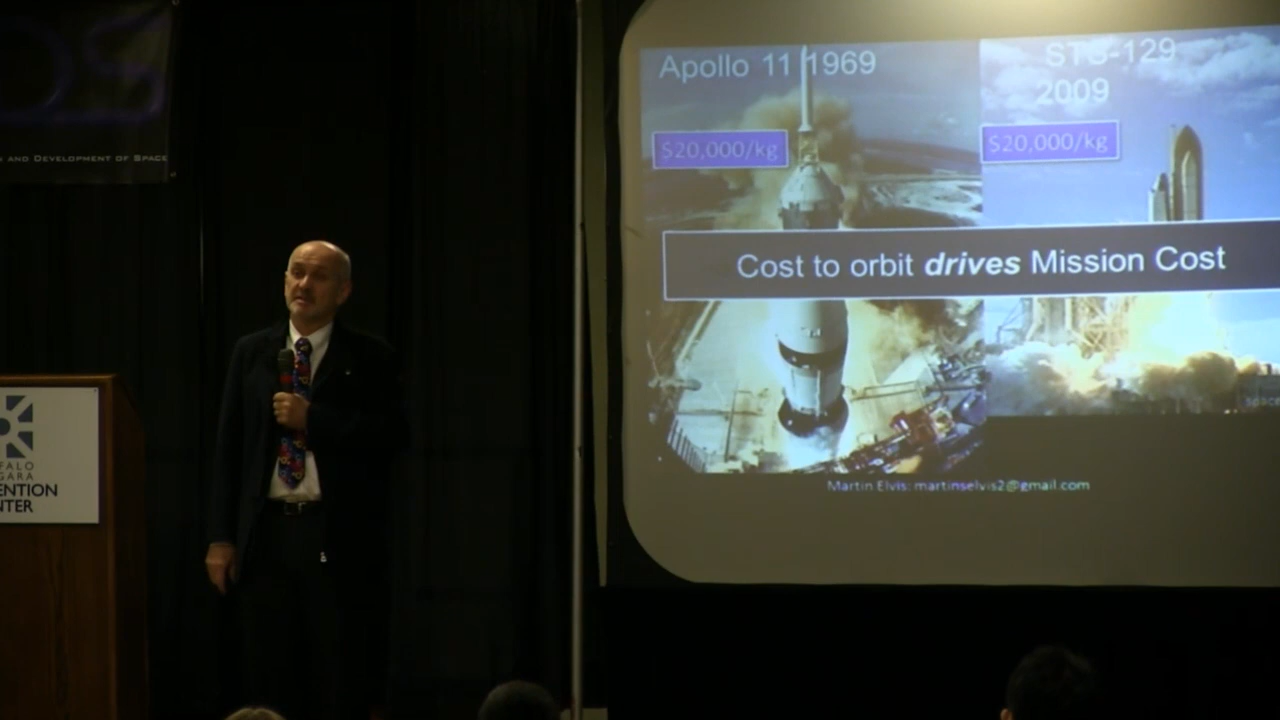 AND DEVELOPMENT OF SPACE
FALO
GARA
ENTION
NTER
Apollo 11 1969
$20,000/kg
STS-129
2009
$20,000/kg
Cost to orbit drives Mission Cost
space
Martin Elvis: martinselvis2@gmail.com